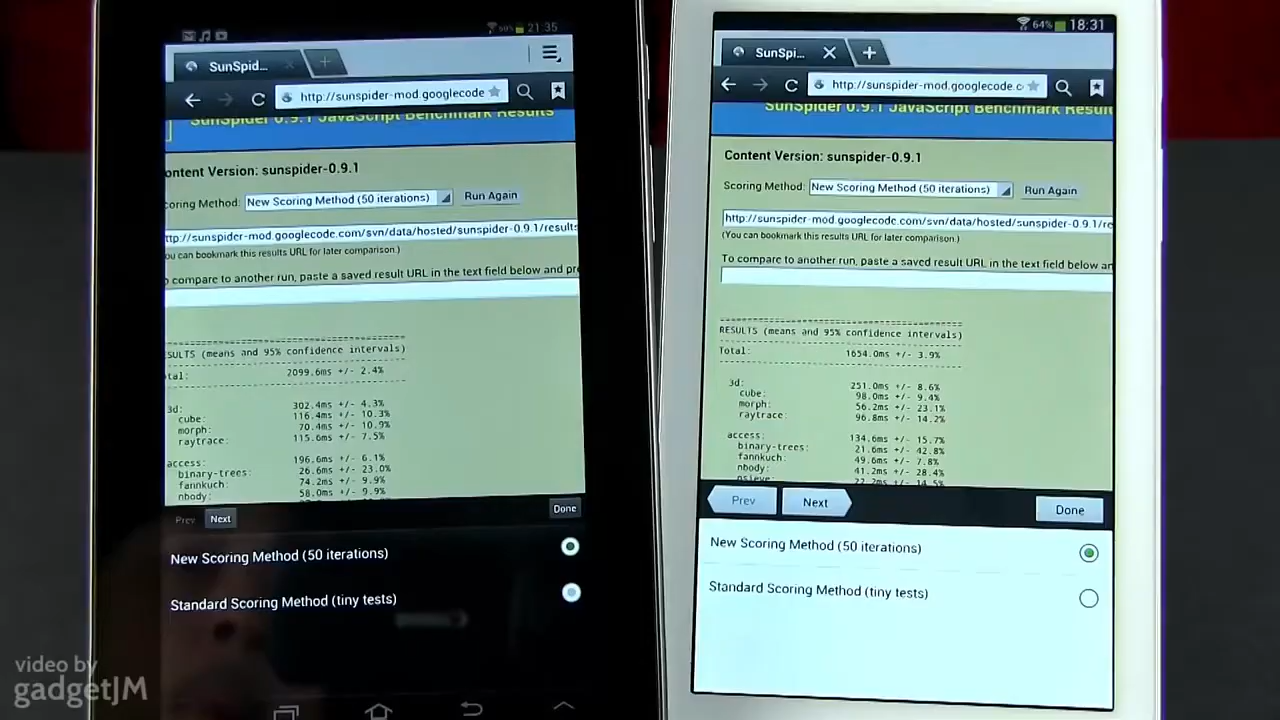 50% 21:35
SunSpid...
http://sunspider-mod.googlecode
SunSpider 0.9.1 JavaScript Benchmark Results
ontent Version: sunspider-0.9.1
oring Method: New Scoring Method (50 iterations) Run Again
ttp://sunspider-mod.googlecode.com/svn/data/hosted/sunspider-0.9.1/results
ou can bookmark this results URL for later comparison.)
o compare to another run, paste a saved result URL in the text field below and pre
SULTS (means and 95% confidence intervals)
tal: 2099.6ms +/- 2.4%
3d: 302.4ms +/- 4.3%
cube: 116.4ms +/- 10.3%
morph: 70.4ms +/- 10.9%
raytrace: 115.6ms +/- 7.5%
access: 196.6ms +/- 6.1%
binary-trees: 26.6ms +/- 23.0%
fannkuch: 74.2ms +/- 9.9%
nbody: 58.0ms +/- 9.9%
Prev Next Done
New Scoring Method (50 iterations)
Standard Scoring Method (tiny tests)
64% 18:31
SunSpi...
http://sunspider-mod.googlecode.c
SunSpider 0.9.1 JavaScript Benchmark Result
Content Version: sunspider-0.9.1
Scoring Method: New Scoring Method (50 iterations) Run Again
http://sunspider-mod.googlecode.com/svn/data/hosted/sunspider-0.9.1/re
(You can bookmark this results URL for later comparison.)
To compare to another run, paste a saved result URL in the text field below an
RESULTS (means and 95% confidence intervals)
Total: 1654.0ms +/- 3.9%
3d: 251.0ms +/- 8.6%
cube: 98.0ms +/- 9.4%
morph: 56.2ms +/- 23.1%
raytrace: 96.8ms +/- 14.2%
access: 134.6ms +/- 15.7%
binary-trees: 21.6ms +/- 42.8%
fannkuch: 49.6ms +/- 7.8%
nbody: 41.2ms +/- 28.4%
nsieve: 22.2ms +/- 14.5%
Prev Next Done
New Scoring Method (50 iterations)
Standard Scoring Method (tiny tests)
video by
gadgetJM